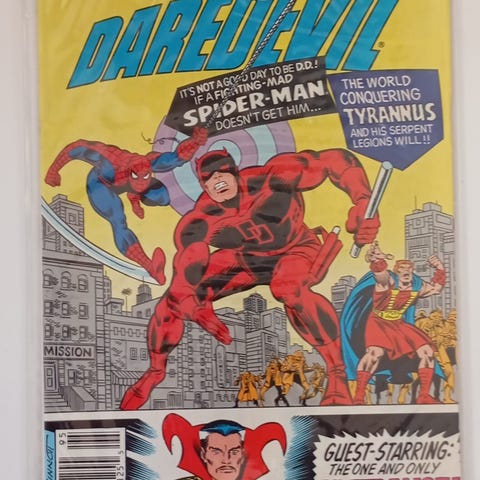 DAREDEVIL
IT'S NOT A GOOD DAY TO BE D.D.!
IF A FIGHTING-MAD
SPIDER-MAN
DOESN'T GET HIM...
THE WORLD
CONQUERING
TYRANNUS
AND HIS SERPENT
LEGIONS WILL!!
MISSION
95
GUEST-STARRING:
THE ONE AND ONLY